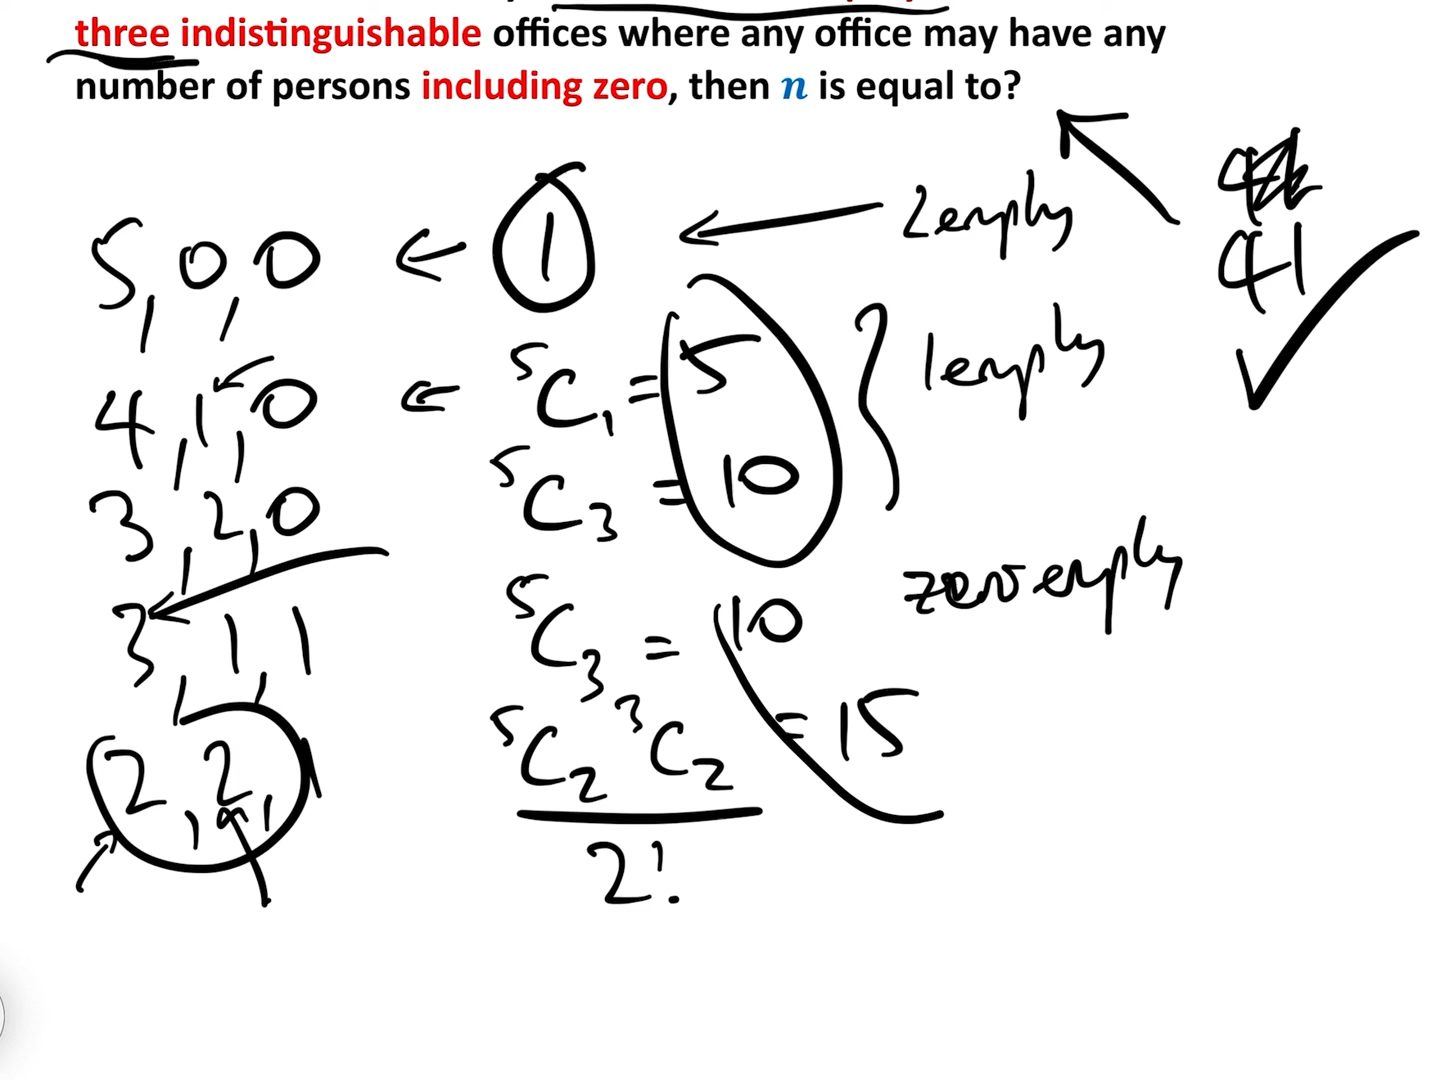 three indistinguishable offices where any office may have any
number of persons including zero, then n is equal to?
5,0,0 ← 1 ← 2 empty
41
4,1,0 ← ⁵C₁ = 5
1 empty
3,2,0 ⁵C₃ = 10
zero empty
3,1,1 ⁵C₃ = 10
2,2,1 ⁵C₂ ³C₂ = 15
2!